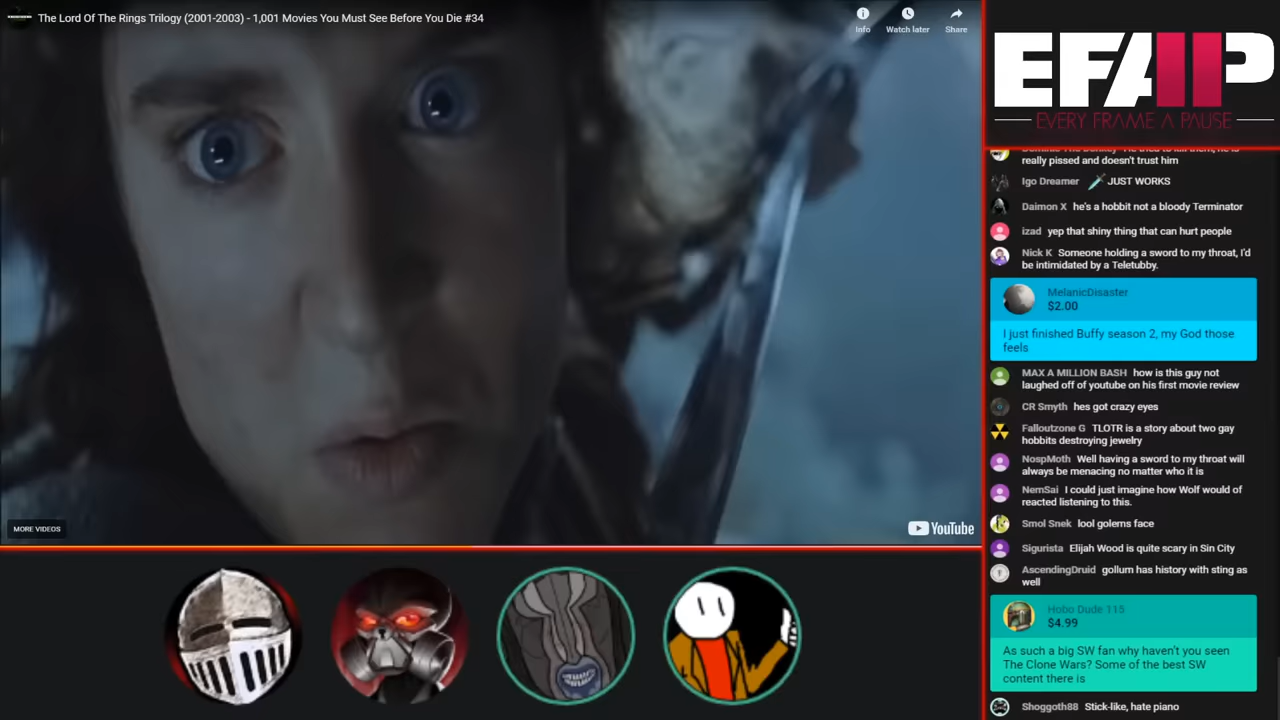 The Lord Of The Rings Trilogy (2001-2003) - 1,001 Movies You Must See Before You Die #34
Info
Watch later
Share
MORE VIDEOS
YouTube
EFAP
EVERY FRAME A PAUSE
really pissed and doesn't trust him
Igo Dreamer JUST WORKS
Daimon X he's a hobbit not a bloody Terminator
izad yep that shiny thing that can hurt people
Nick K Someone holding a sword to my throat, I'd
be intimidated by a Teletubby.
MelanicDisaster
$2.00
I just finished Buffy season 2, my God those
feels
MAX A MILLION BASH how is this guy not
laughed off of youtube on his first movie review
CR Smyth hes got crazy eyes
Falloutzone G TLOTR is a story about two gay
hobbits destroying jewelry
NospMoth Well having a sword to my throat will
always be menacing no matter who it is
NemSai I could just imagine how Wolf would of
reacted listening to this.
Smol Snek lool golems face
Sigurista Elijah Wood is quite scary in Sin City
AscendingDruid gollum has history with sting as
well
Hobo Dude 115
$4.99
As such a big SW fan why haven't you seen
The Clone Wars? Some of the best SW
content there is
Shoggoth88 Stick-like, hate piano